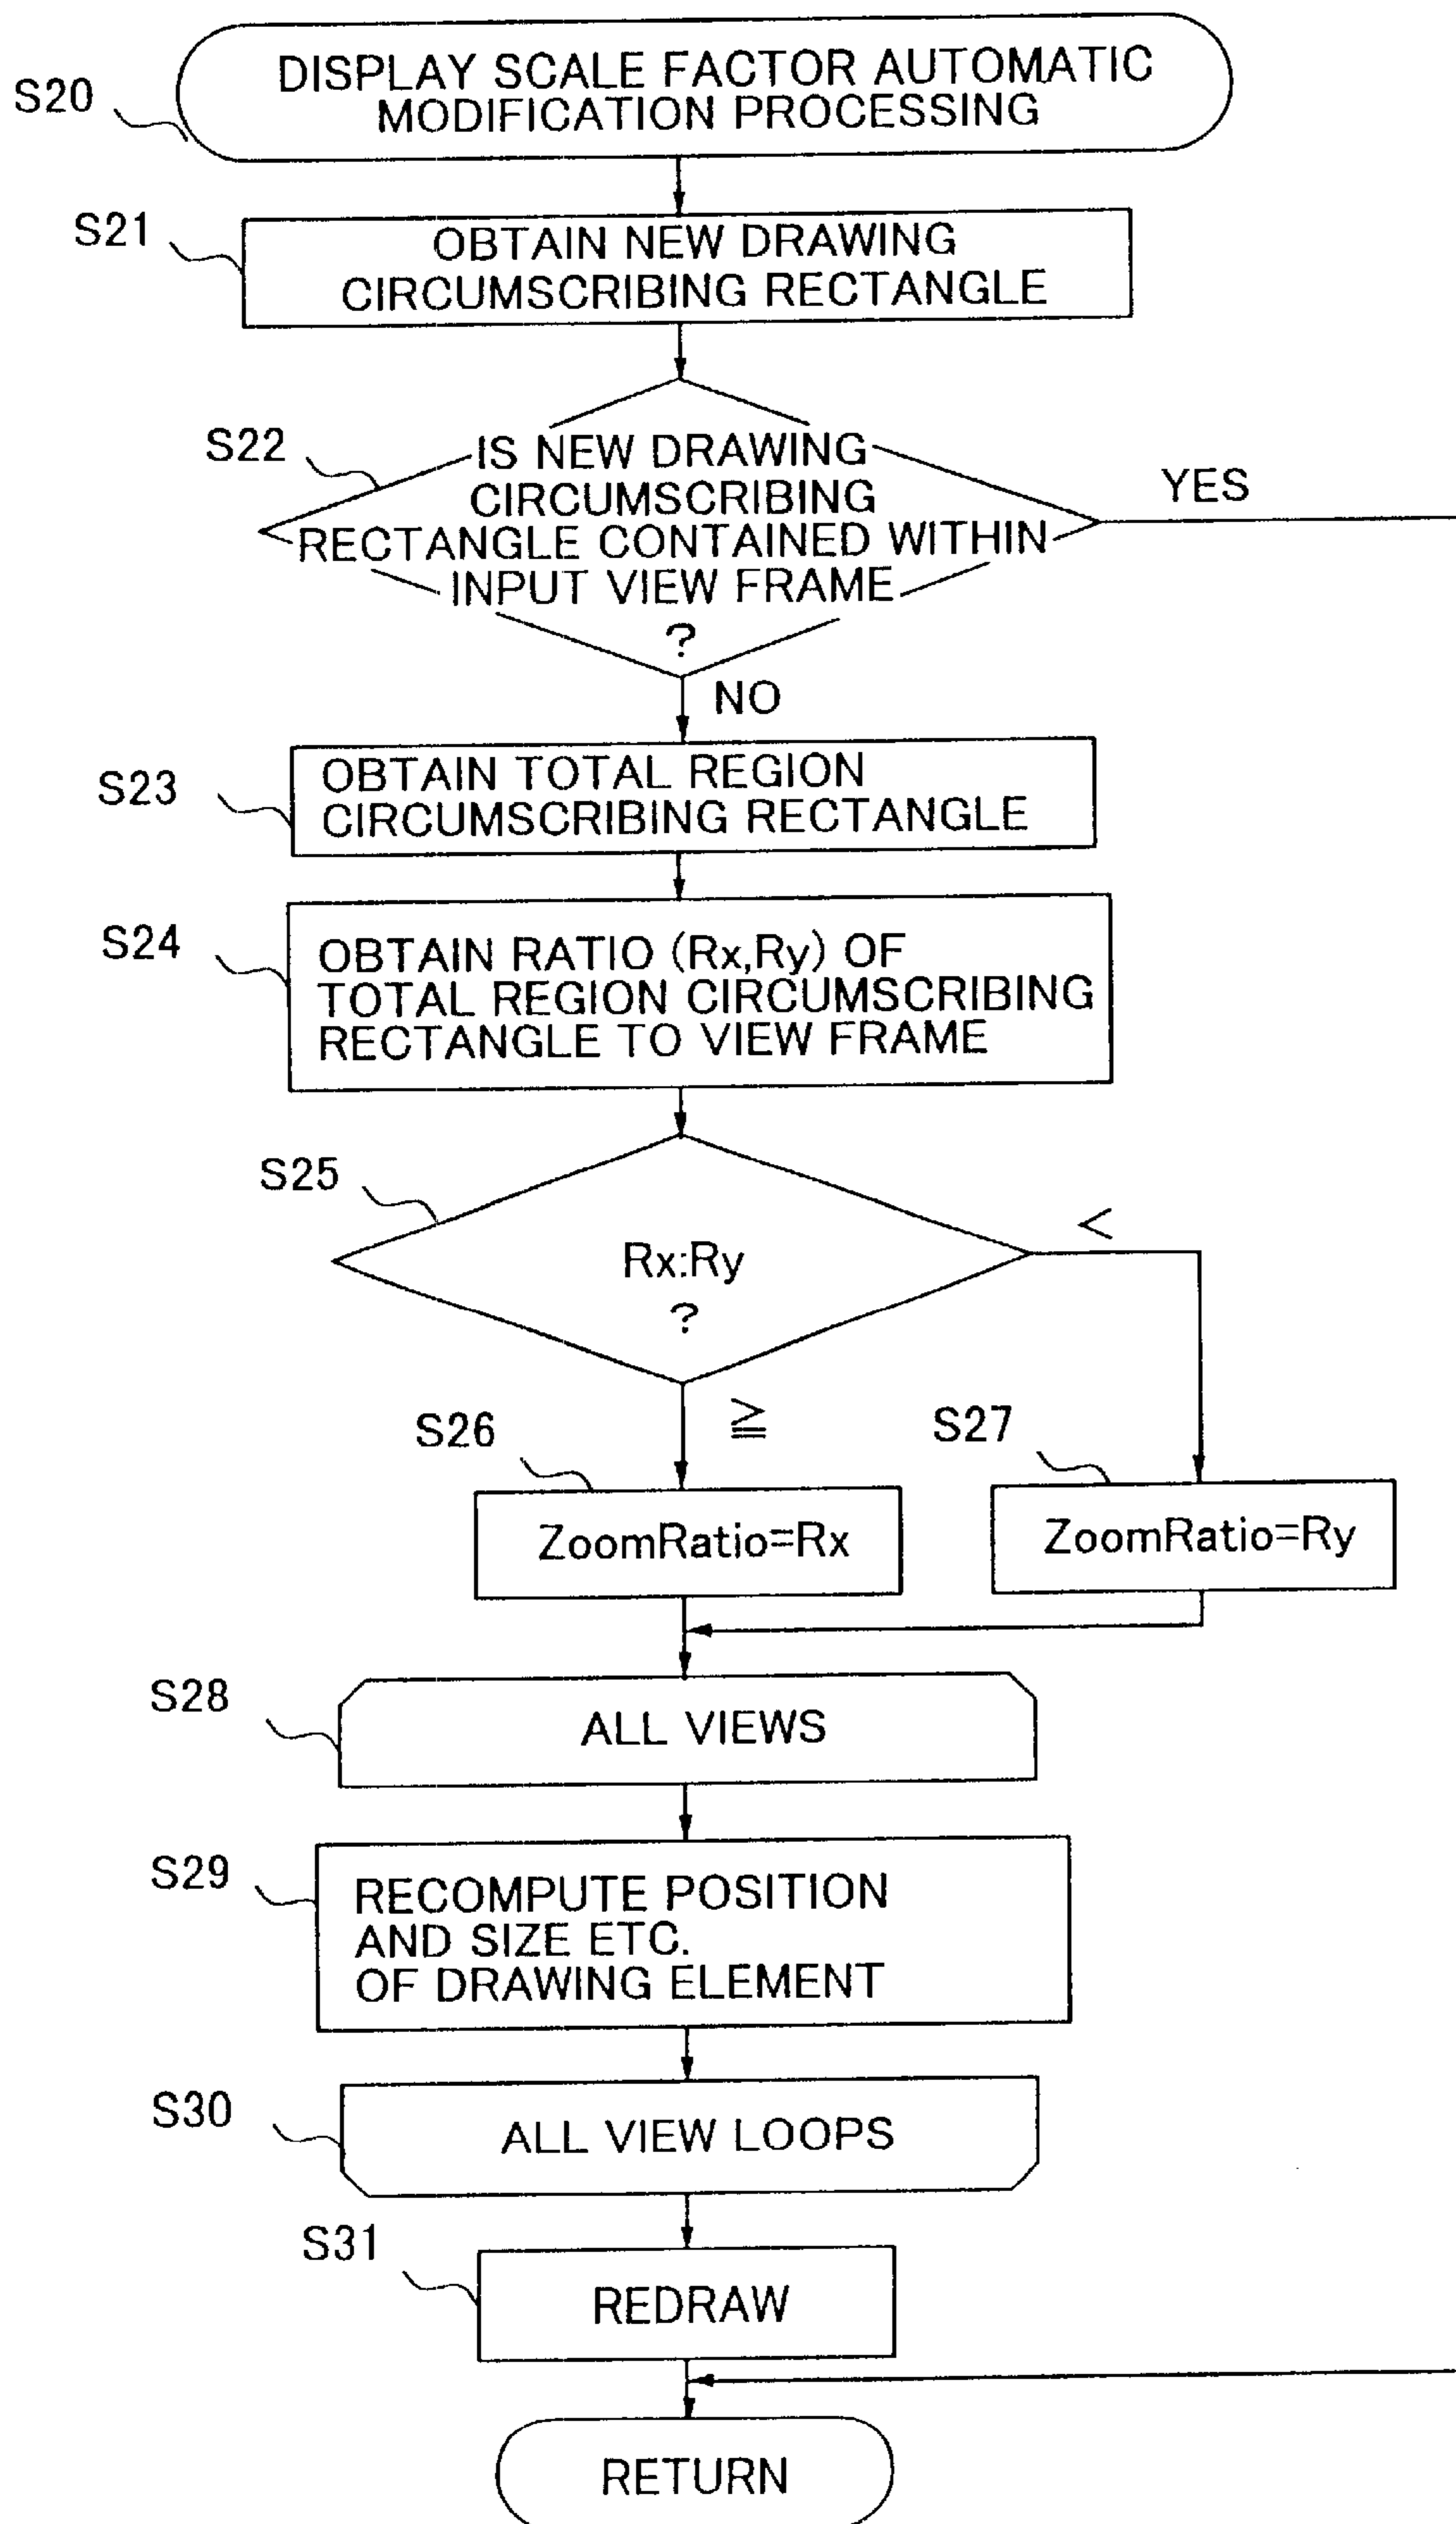 S20
DISPLAY SCALE FACTOR AUTOMATIC
MODIFICATION PROCESSING
S21
OBTAIN NEW DRAWING
CIRCUMSCRIBING RECTANGLE
S22
IS NEW DRAWING
CIRCUMSCRIBING
RECTANGLE CONTAINED WITHIN
INPUT VIEW FRAME
?
YES
NO
S23
OBTAIN TOTAL REGION
CIRCUMSCRIBING RECTANGLE
S24
OBTAIN RATIO (Rx,Ry) OF
TOTAL REGION CIRCUMSCRIBING
RECTANGLE TO VIEW FRAME
S25
Rx:Ry
?
<
≧
S26
ZoomRatio=Rx
S27
ZoomRatio=Ry
S28
ALL VIEWS
S29
RECOMPUTE POSITION
AND SIZE ETC.
OF DRAWING ELEMENT
S30
ALL VIEW LOOPS
S31
REDRAW
RETURN